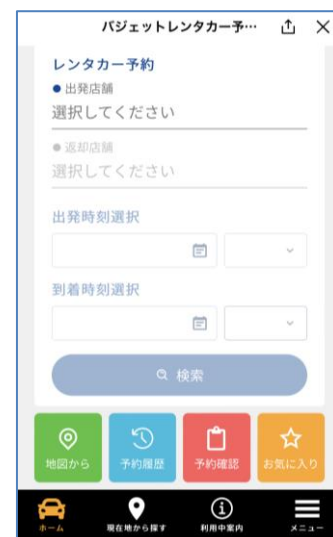 バジェットレンタカー予…
レンタカー予約
出発店舗
選択してください
返却店舗
選択してください
出発時刻選択
到着時刻選択
検索
地図から 予約履歴 予約確認 お気に入り
ホーム 現在地から探す 利用中案内 メニュー